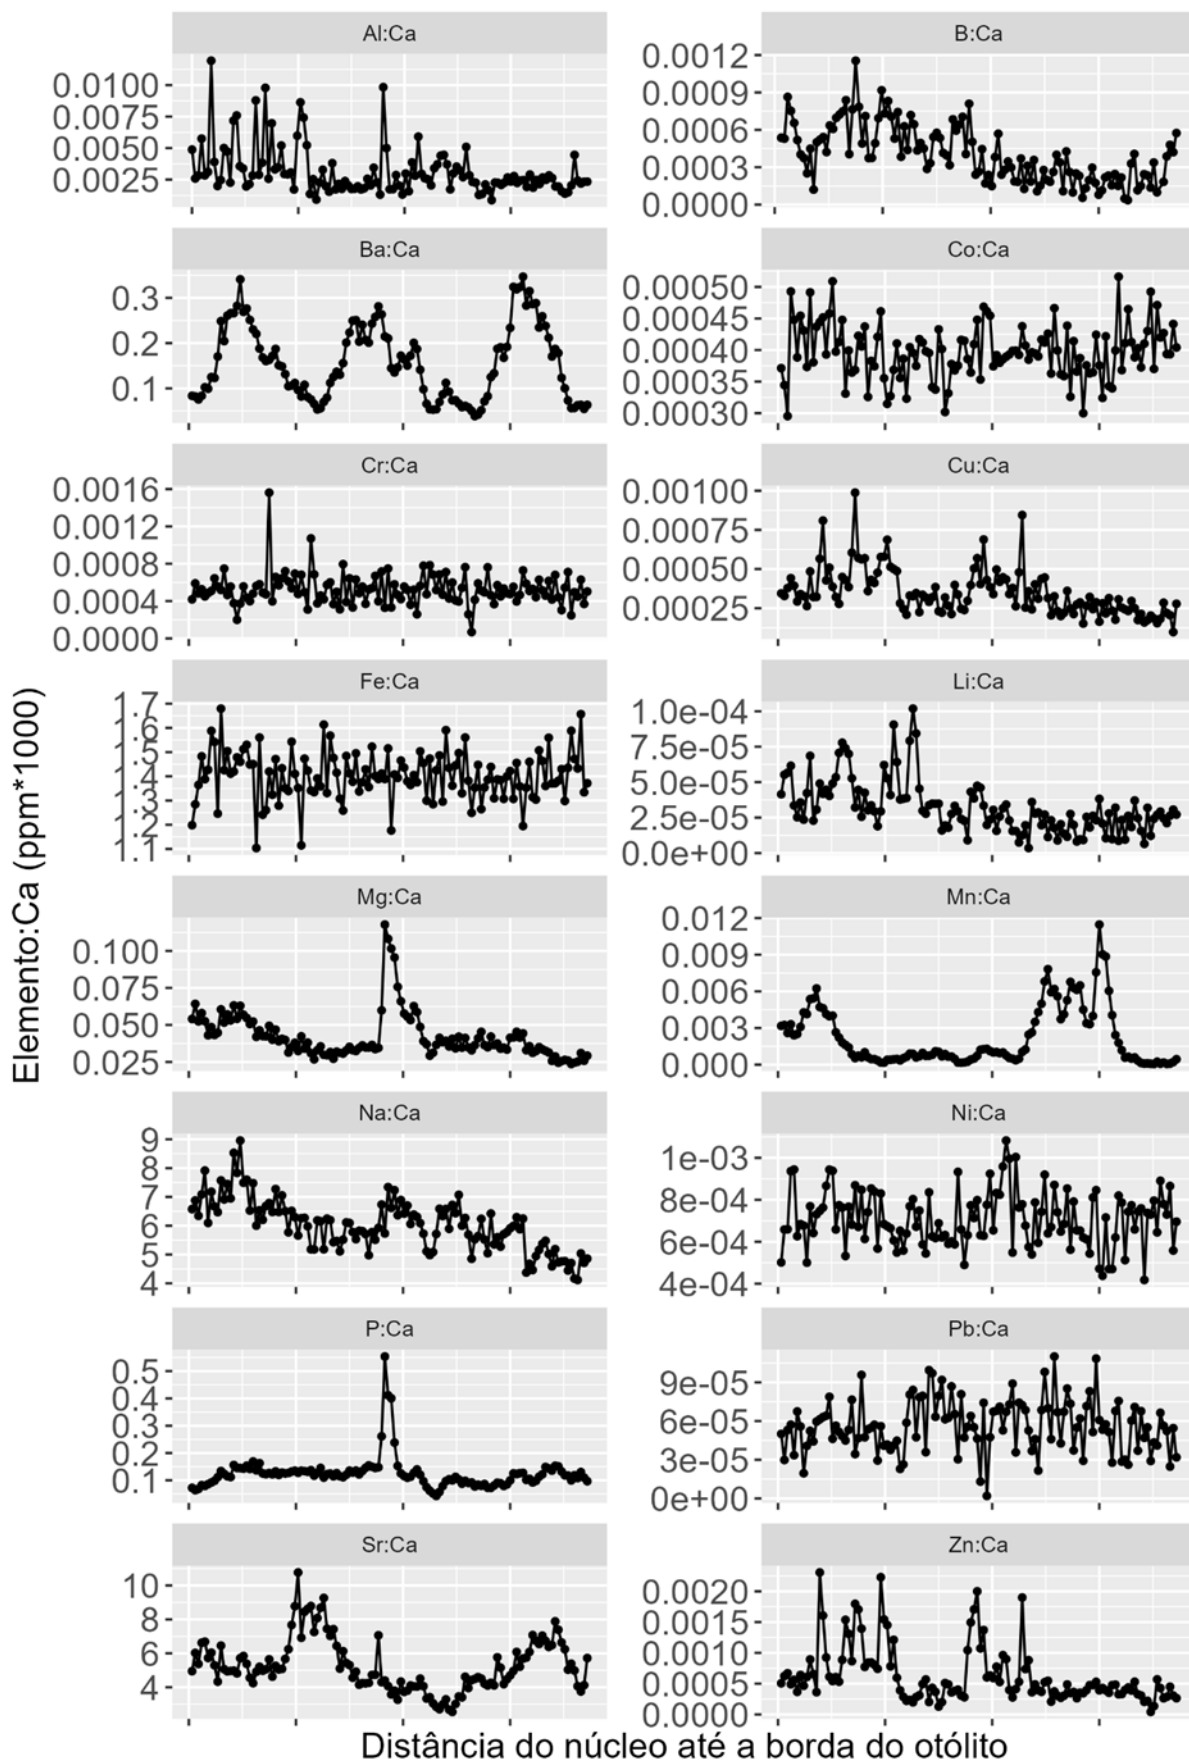 Al:Ca
0.0100
0.0075
0.0050
0.0025
B:Ca
0.0012
0.0009
0.0006
0.0003
0.0000
Ba:Ca
0.3
0.2
0.1
Co:Ca
0.00050
0.00045
0.00040
0.00035
0.00030
Cr:Ca
0.0016
0.0012
0.0008
0.0004
0.0000
Cu:Ca
0.00100
0.00075
0.00050
0.00025
Fe:Ca
1.7
1.6
1.5
1.4
1.3
1.2
1.1
Li:Ca
1.0e-04
7.5e-05
5.0e-05
2.5e-05
0.0e+00
Mg:Ca
0.100
0.075
0.050
0.025
Mn:Ca
0.012
0.009
0.006
0.003
0.000
Na:Ca
9
8
7
6
5
4
Ni:Ca
1e-03
8e-04
6e-04
4e-04
P:Ca
0.5
0.4
0.3
0.2
0.1
Pb:Ca
9e-05
6e-05
3e-05
0e+00
Sr:Ca
10
8
6
4
Zn:Ca
0.0020
0.0015
0.0010
0.0005
0.0000
Elemento:Ca (ppm*1000)
Distância do núcleo até a borda do otólito